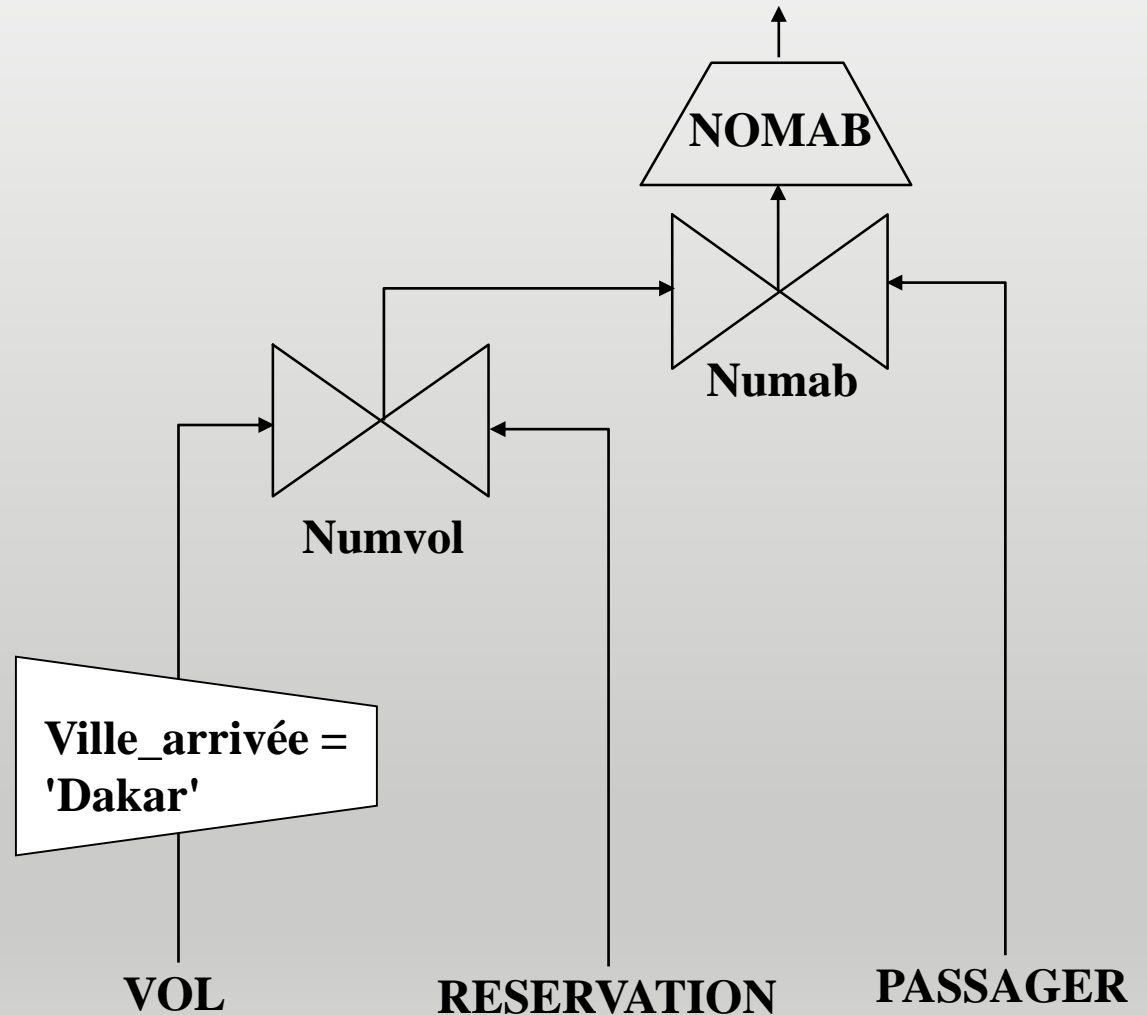 NOMAB
Numab
Numvol
Ville_arrivée =
'Dakar'
VOL
RESERVATION
PASSAGER